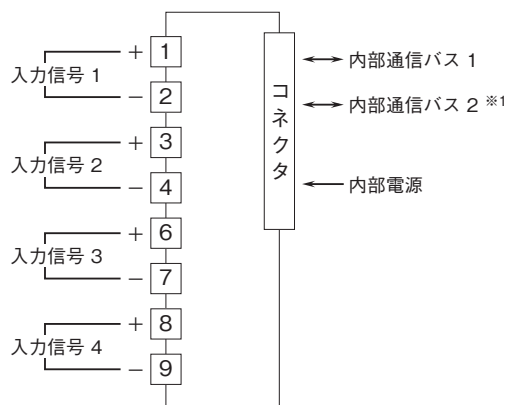 入力信号 1
+ 1
− 2
入力信号 2
+ 3
− 4
入力信号 3
+ 6
− 7
入力信号 4
+ 8
− 9
コネクタ
内部通信バス 1
内部通信バス 2 ※1
内部電源